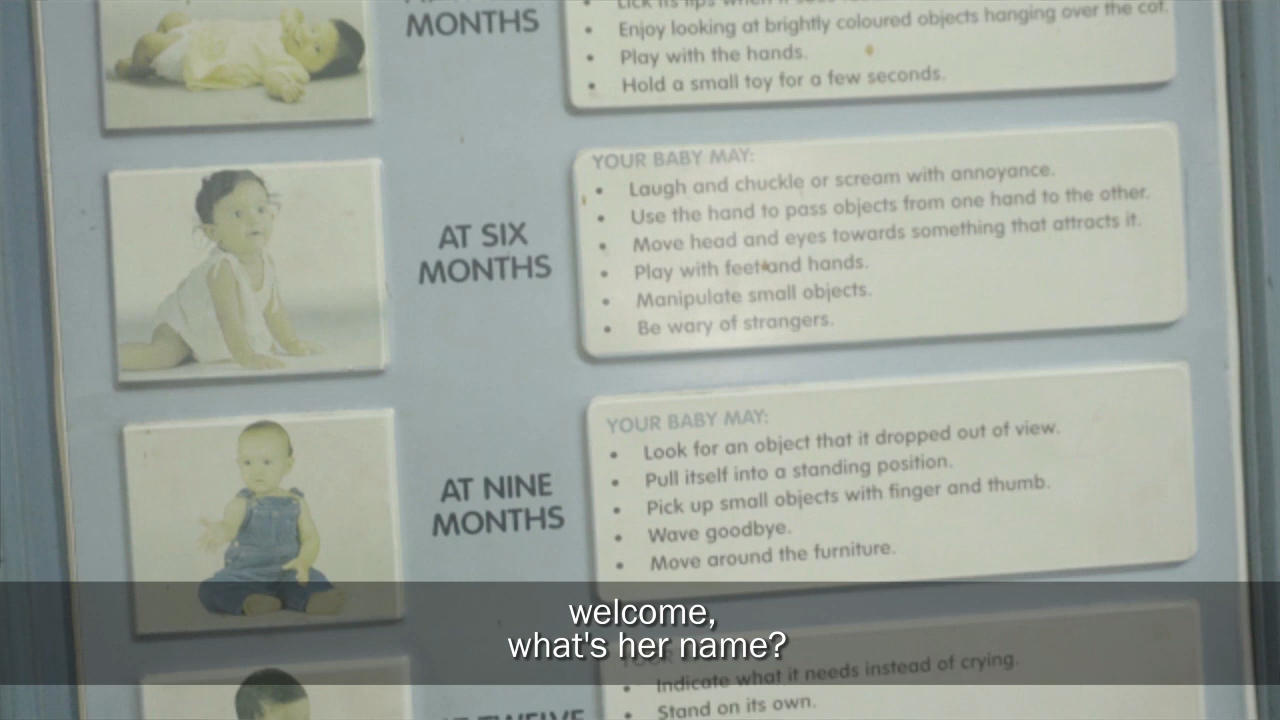 MONTHS
Enjoy looking at brightly coloured objects hanging over the cot.
• Play with the hands.
• Hold a small toy for a few seconds.
YOUR BABY MAY:
• Laugh and chuckle or scream with annoyance.
• Use the hand to pass objects from one hand to the other.
• Move head and eyes towards something that attracts it.
• Play with feet and hands.
• Manipulate small objects.
• Be wary of strangers.
AT SIX
MONTHS
YOUR BABY MAY:
• Look for an object that it dropped out of view.
• Pull itself into a standing position.
• Pick up small objects with finger and thumb.
• Wave goodbye.
• Move around the furniture.
AT NINE
MONTHS
welcome,
what's her name?
• Indicate what it needs instead of crying.
• Stand on its own.
TWELVE